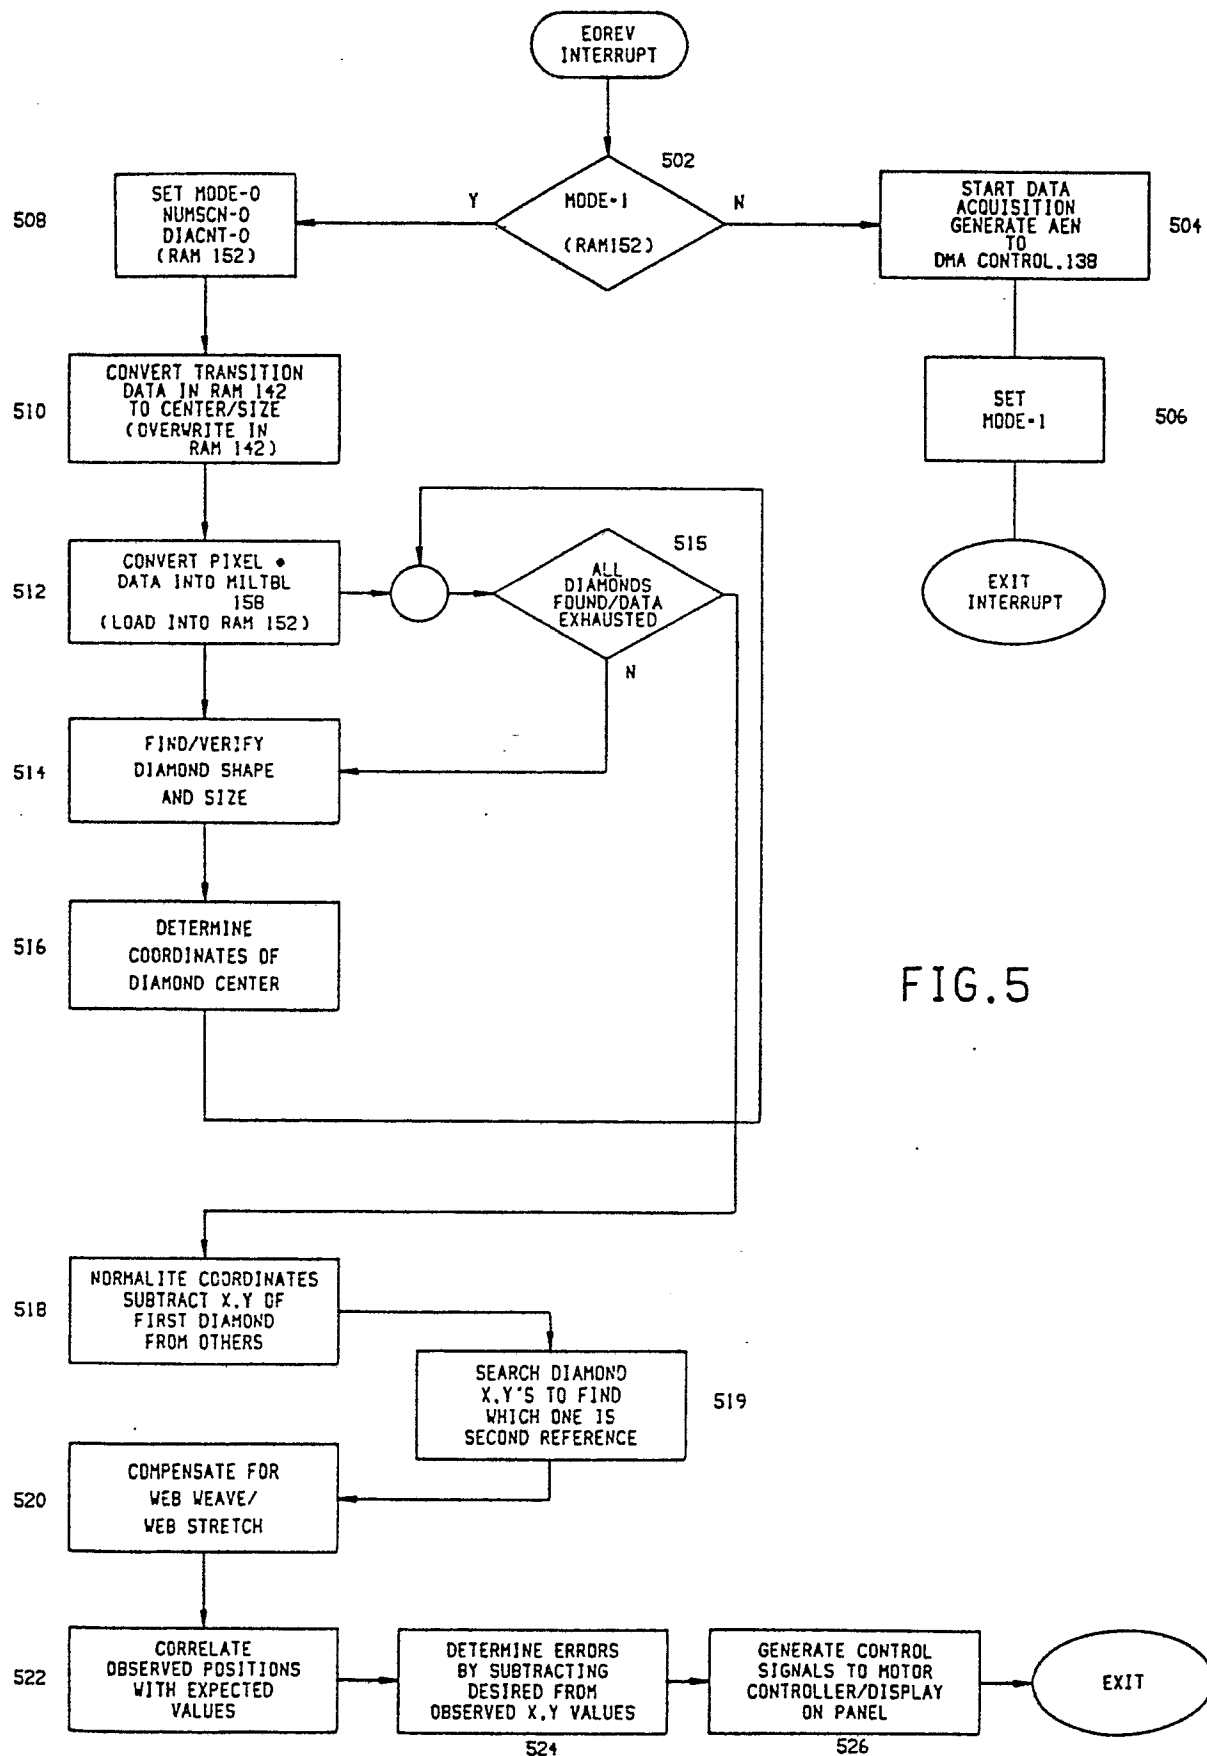 EOREV
INTERRUPT
502
MODE=1
(RAM152)
Y
N
508
SET MODE-0
NUMSCN-0
DIACNT-0
(RAM 152)
START DATA
ACQUISITION
GENERATE AEN
TO
DMA CONTROL.138
504
510
CONVERT TRANSITION
DATA IN RAM 142
TO CENTER/SIZE
(OVERWRITE IN
RAM 142)
SET
MODE=1
506
512
CONVERT PIXEL •
DATA INTO MILTBL
158
(LOAD INTO RAM 152)
515
ALL
DIAMONDS
FOUND/DATA
EXHAUSTED
N
EXIT
INTERRUPT
514
FIND/VERIFY
DIAMOND SHAPE
AND SIZE
516
DETERMINE
COORDINATES OF
DIAMOND CENTER
FIG.5
518
NORMALITE COORDINATES
SUBTRACT X.Y OF
FIRST DIAMOND
FROM OTHERS
SEARCH DIAMOND
X.Y'S TO FIND
WHICH ONE IS
SECOND REFERENCE
519
520
COMPENSATE FOR
WEB WEAVE/
WEB STRETCH
522
CORRELATE
OBSERVED POSITIONS
WITH EXPECTED
VALUES
DETERMINE ERRORS
BY SUBTRACTING
DESIRED FROM
OBSERVED X.Y VALUES
524
GENERATE CONTROL
SIGNALS TO MOTOR
CONTROLLER/DISPLAY
ON PANEL
526
EXIT